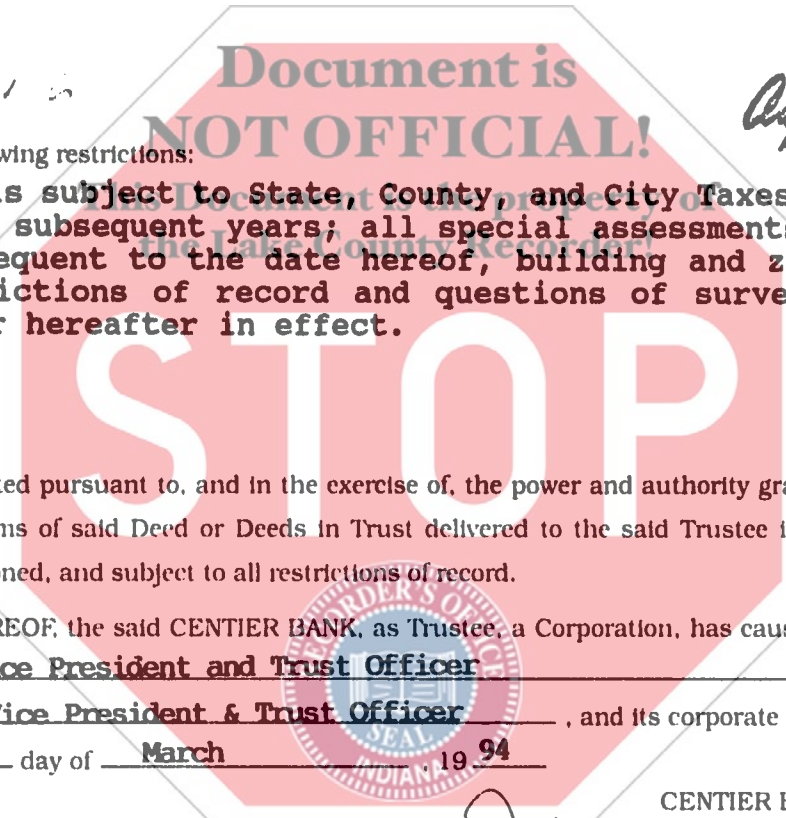 Document is
NOT OFFICIAL!
wing restrictions:
This Document is the property of
s subject to State, County, and City Taxes
subsequent years; all special assessments
the Lake County Recorder!
equent to the date hereof, building and z
ictions of record and questions of surve
r hereafter in effect.
STOP
ted pursuant to, and in the exercise of, the power and authority gra
ms of said Deed or Deeds in Trust delivered to the said Trustee i
oned, and subject to all restrictions of record.
REOF, the said CENTIER BANK, as Trustee, a Corporation, has caus
ce President and Trust Officer
Vice President & Trust Officer , and its corporate
day of March , 19 94
RECORDER'S OFFICE
SEAL
INDIANA
CENTIER B